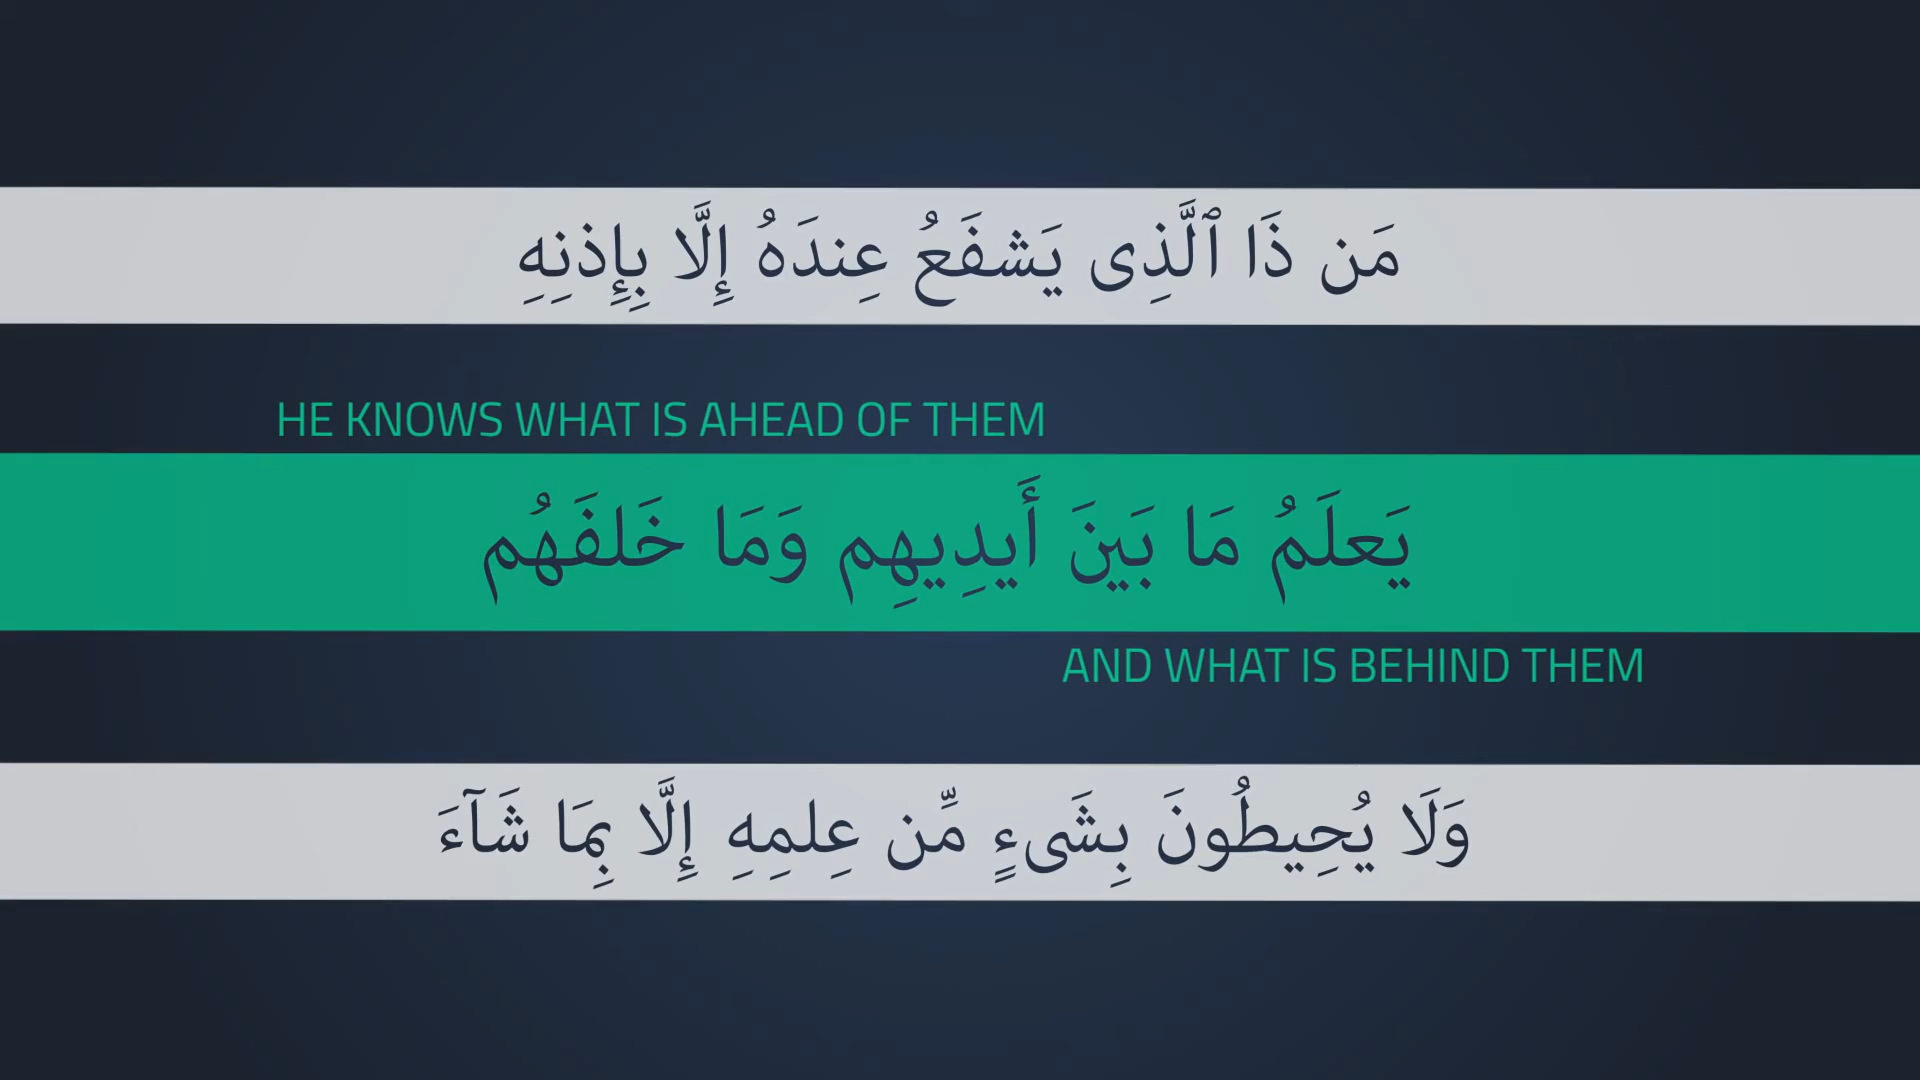 مَن ذَا ٱلَّذِى يَشفَعُ عِندَهُ إِلَّا بِإِذنِهِ
HE KNOWS WHAT IS AHEAD OF THEM
يَعلَمُ مَا بَينَ أَيدِيهِم وَمَا خَلفَهُم
AND WHAT IS BEHIND THEM
وَلَا يُحِيطُونَ بِشَىءٍ مِّن عِلمِهِ إِلَّا بِمَا شَآءَ